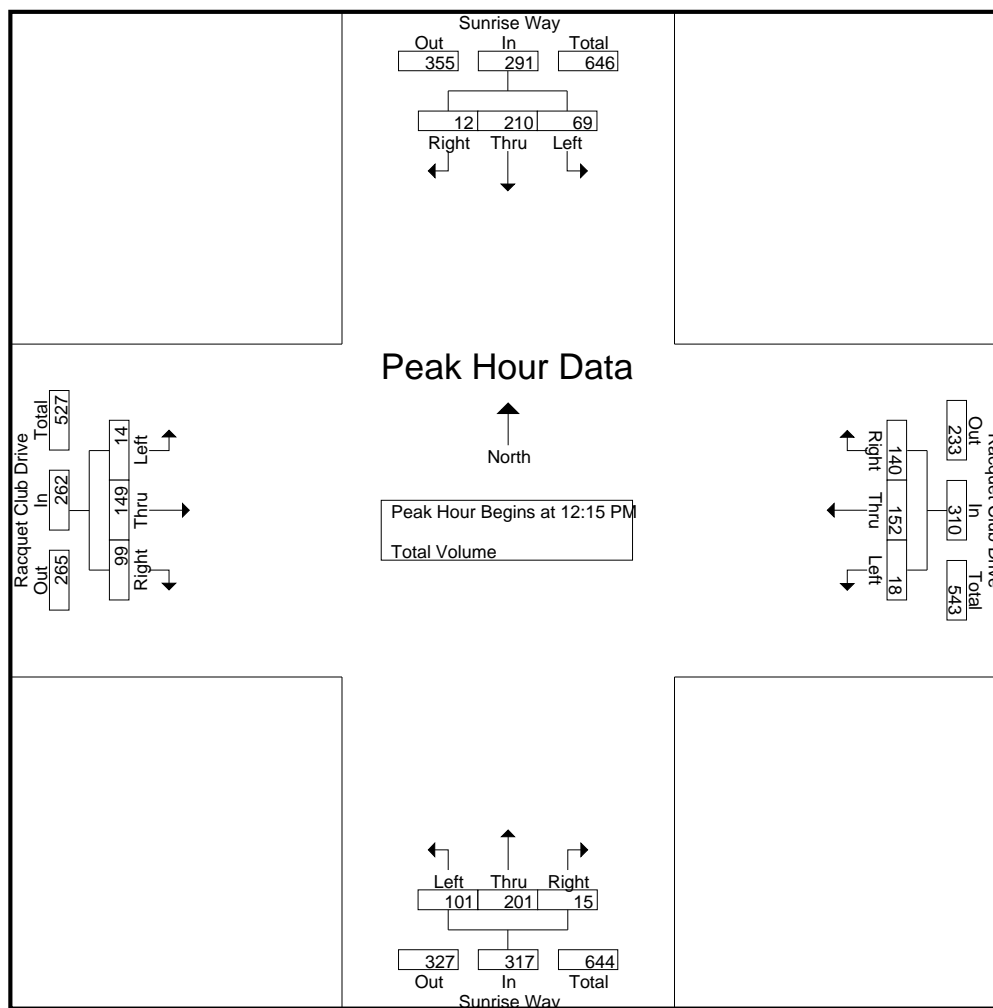 Sunrise Way
Out In Total
355 291 646
12 210 69
Right Thru Left
Peak Hour Data
North
Peak Hour Begins at 12:15 PM
Total Volume
Racquet Club Drive
Out In Total
265 262 527
99 149 14
Right Thru Left
Racquet Club Drive
Out In Total
233 310 543
Right Thru Left
140 152 18
Left Thru Right
101 201 15
327 317 644
Out In Total
Sunrise Way